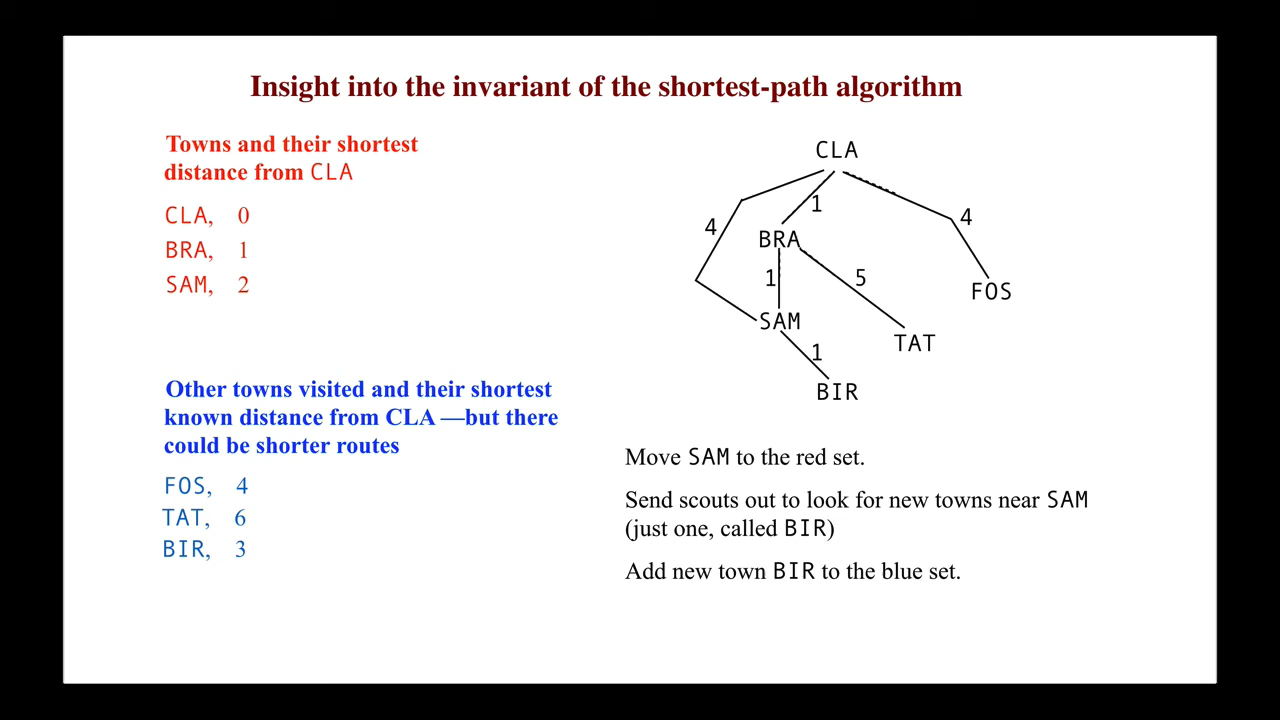 Insight into the invariant of the shortest-path algorithm
Towns and their shortest
distance from CLA
CLA, 0
BRA, 1
SAM, 2
Other towns visited and their shortest
known distance from CLA —but there
could be shorter routes
FOS, 4
TAT, 6
BIR, 3
CLA
4
1
4
BRA
1
5
FOS
SAM
TAT
1
BIR
Move SAM to the red set.
Send scouts out to look for new towns near SAM
(just one, called BIR)
Add new town BIR to the blue set.